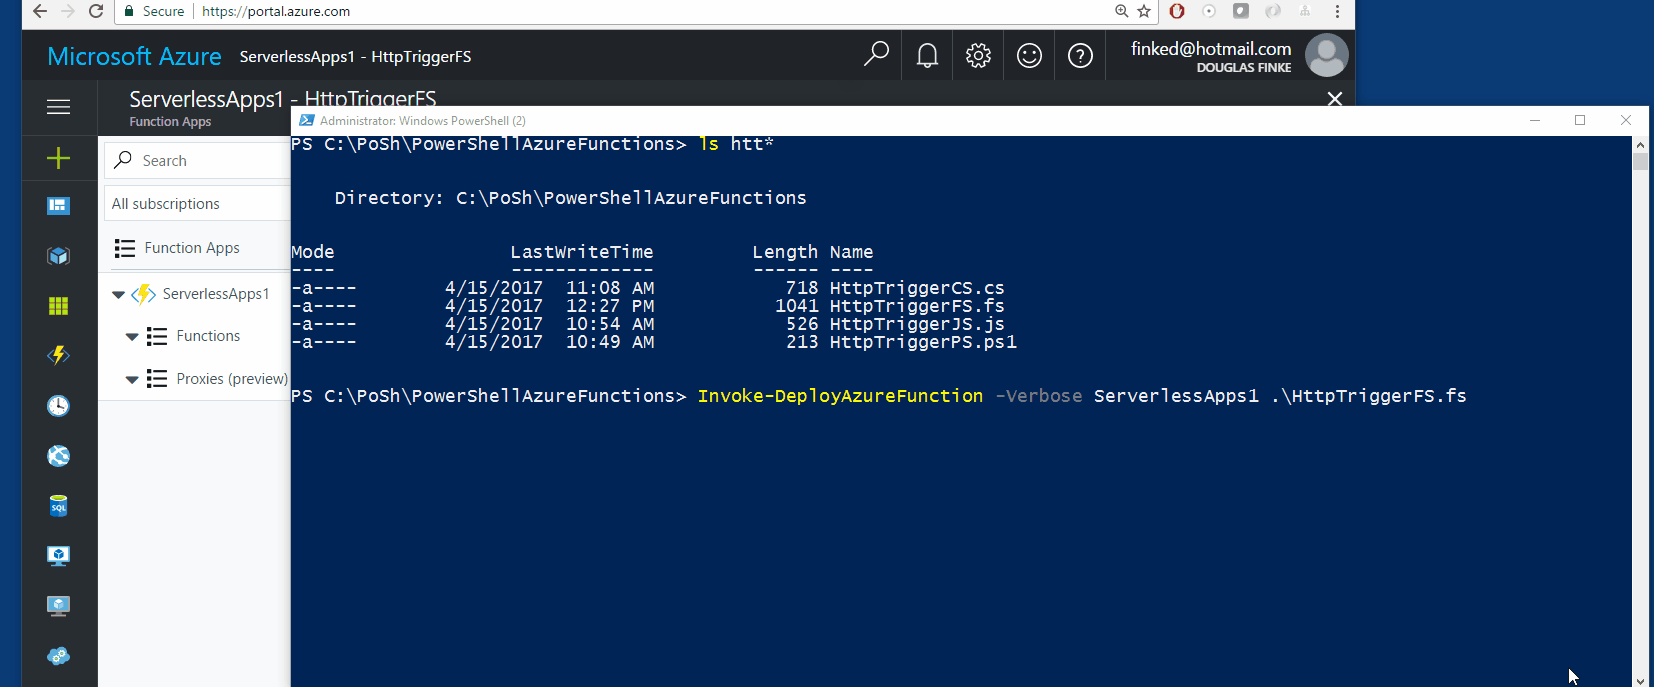 Secure https://portal.azure.com
Microsoft Azure ServerlessApps1 - HttpTriggerFS
finked@hotmail.com
DOUGLAS FINKE
ServerlessApps1 - HttpTriggerFS
Function Apps
Administrator: Windows PowerShell (2)
Search
All subscriptions
Function Apps
ServerlessApps1
Functions
Proxies (preview)
SQL
PS C:\PoSh\PowerShellAzureFunctions> ls htt*
Directory: C:\PoSh\PowerShellAzureFunctions
Mode LastWriteTime Length Name
---- ------------- ------ ----
-a---- 4/15/2017 11:08 AM 718 HttpTriggerCS.cs
-a---- 4/15/2017 12:27 PM 1041 HttpTriggerFS.fs
-a---- 4/15/2017 10:54 AM 526 HttpTriggerJS.js
-a---- 4/15/2017 10:49 AM 213 HttpTriggerPS.ps1
PS C:\PoSh\PowerShellAzureFunctions> Invoke-DeployAzureFunction -Verbose ServerlessApps1 .\HttpTriggerFS.fs